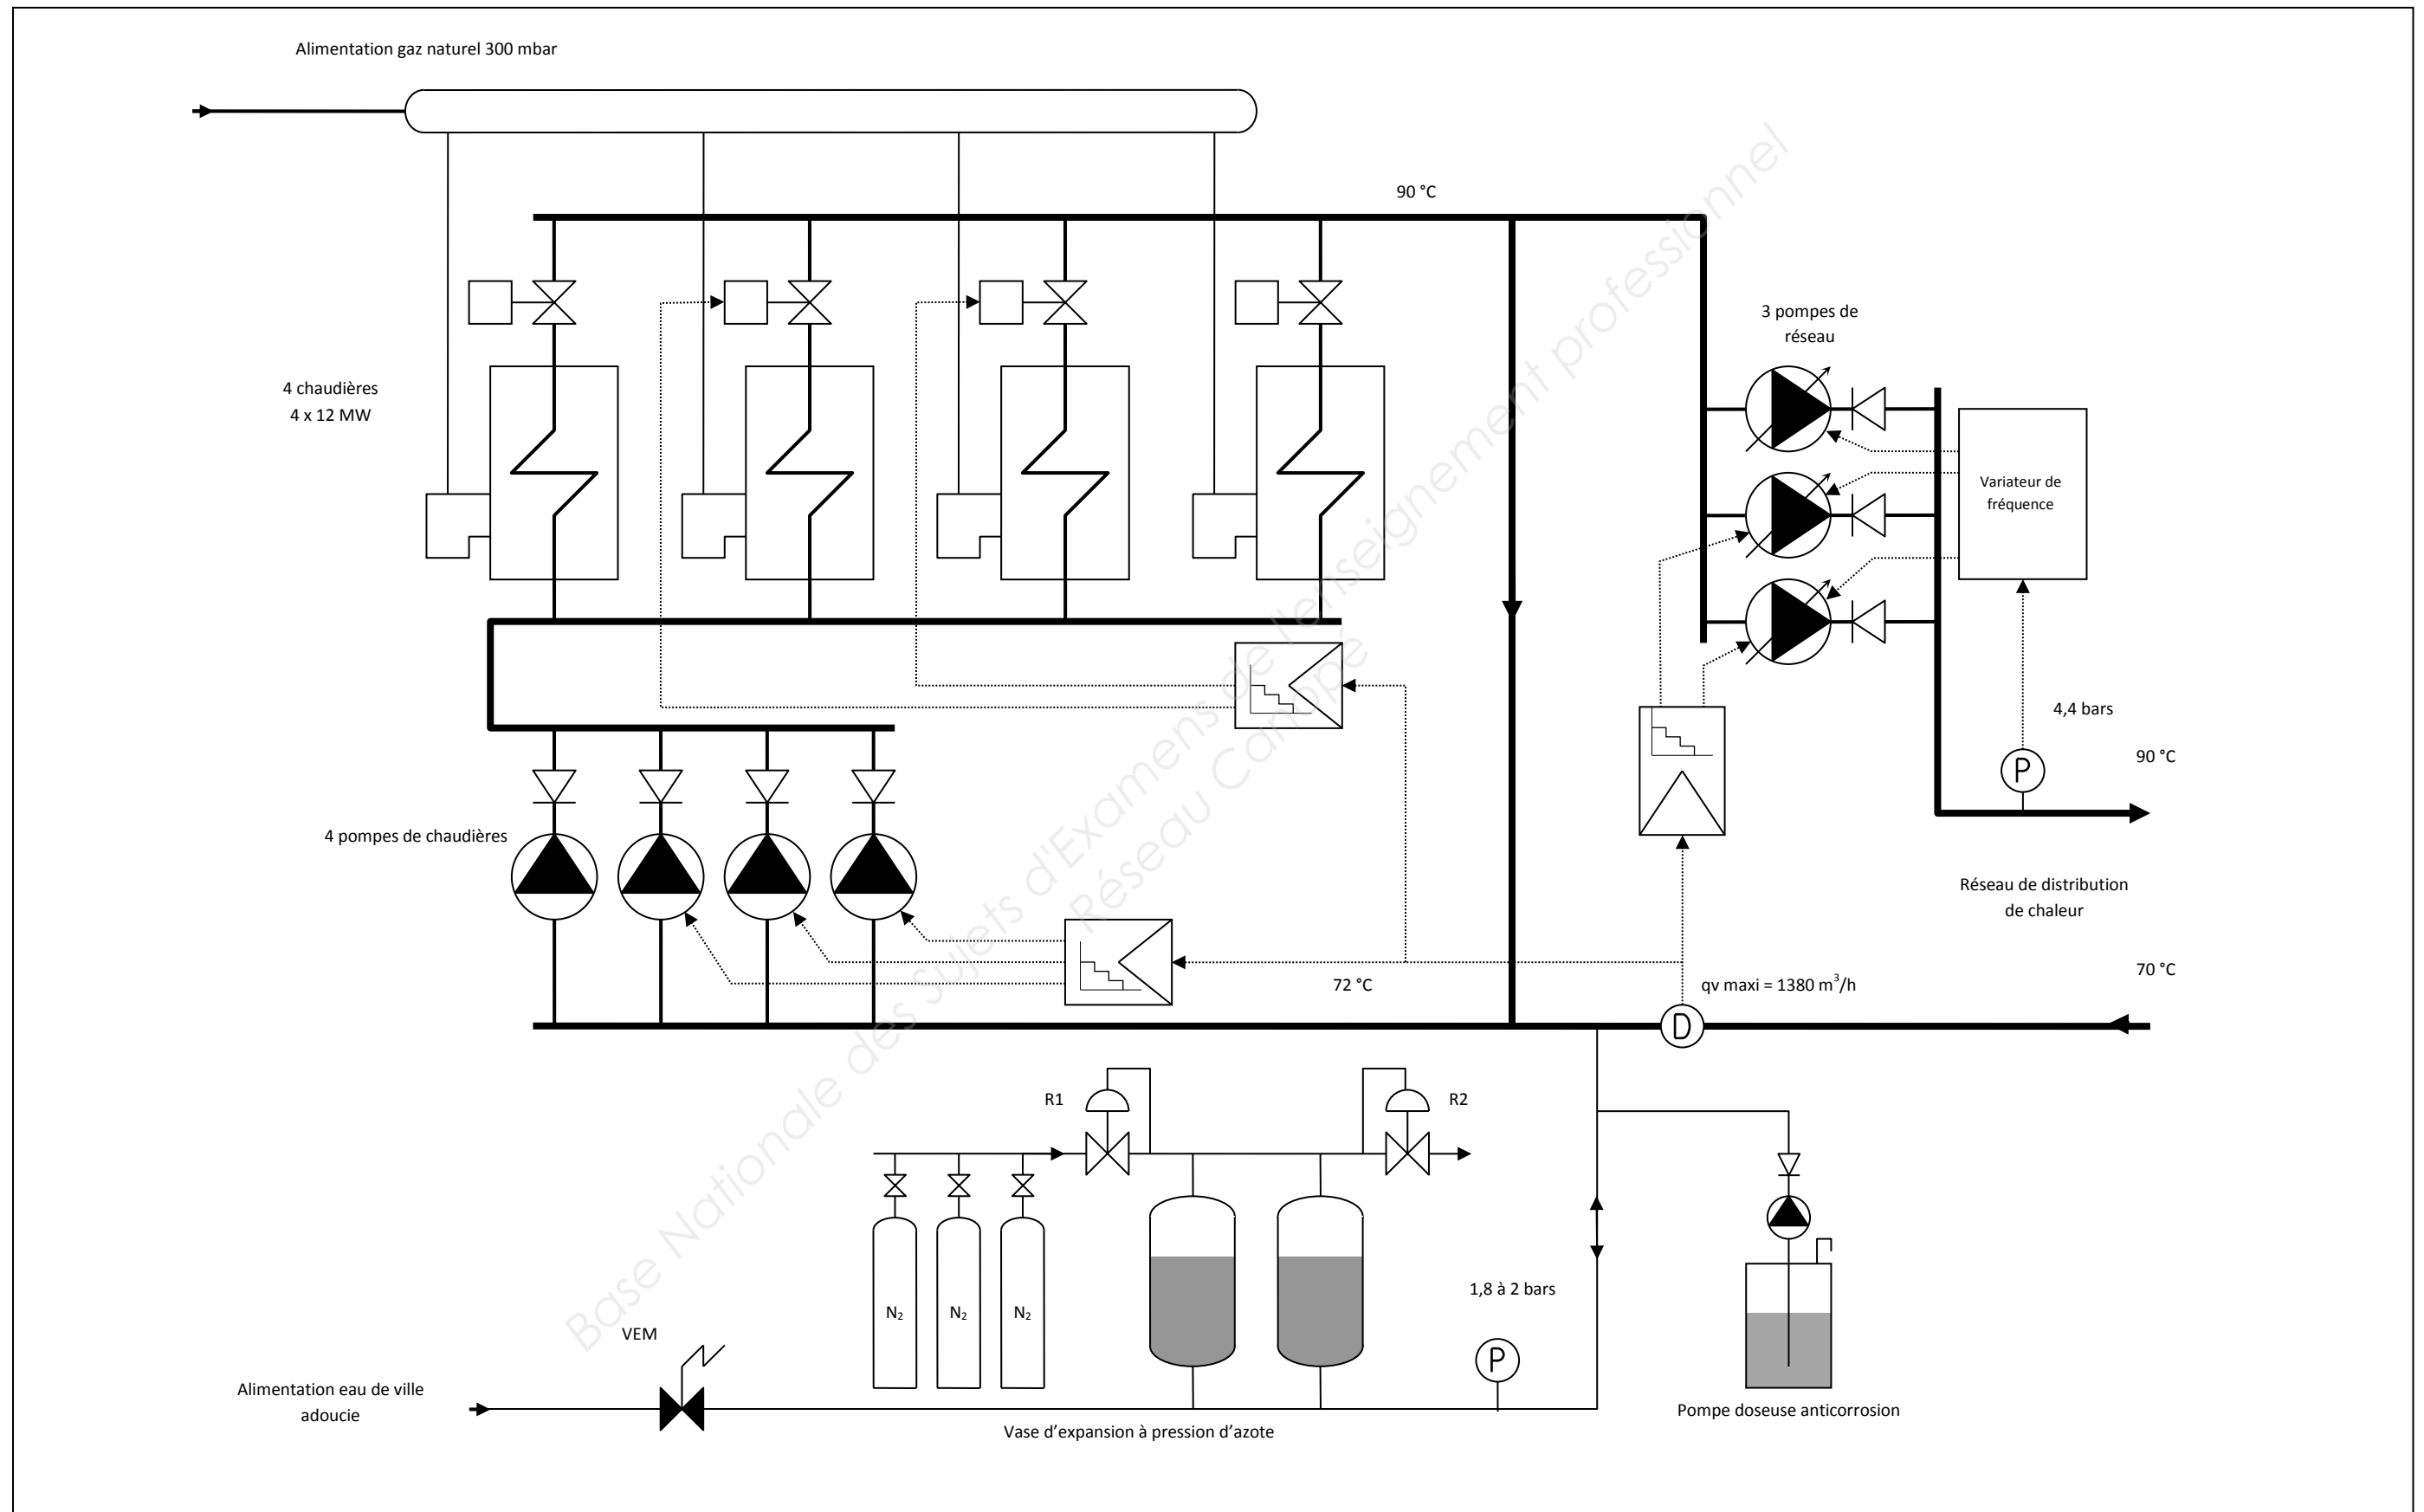 Alimentation gaz naturel 300 mbar
90 °C
3 pompes de
réseau
4 chaudières
4 x 12 MW
Variateur de
fréquence
4,4 bars
P
90 °C
4 pompes de chaudières
Réseau de distribution
de chaleur
72 °C
qv maxi = 1380 m³/h
70 °C
D
R1
R2
N₂
N₂
N₂
1,8 à 2 bars
P
VEM
Alimentation eau de ville
adoucie
Vase d’expansion à pression d’azote
Pompe doseuse anticorrosion
Base Nationale des Sujets d'Examens de l'enseignement professionnel
Réseau Canopé